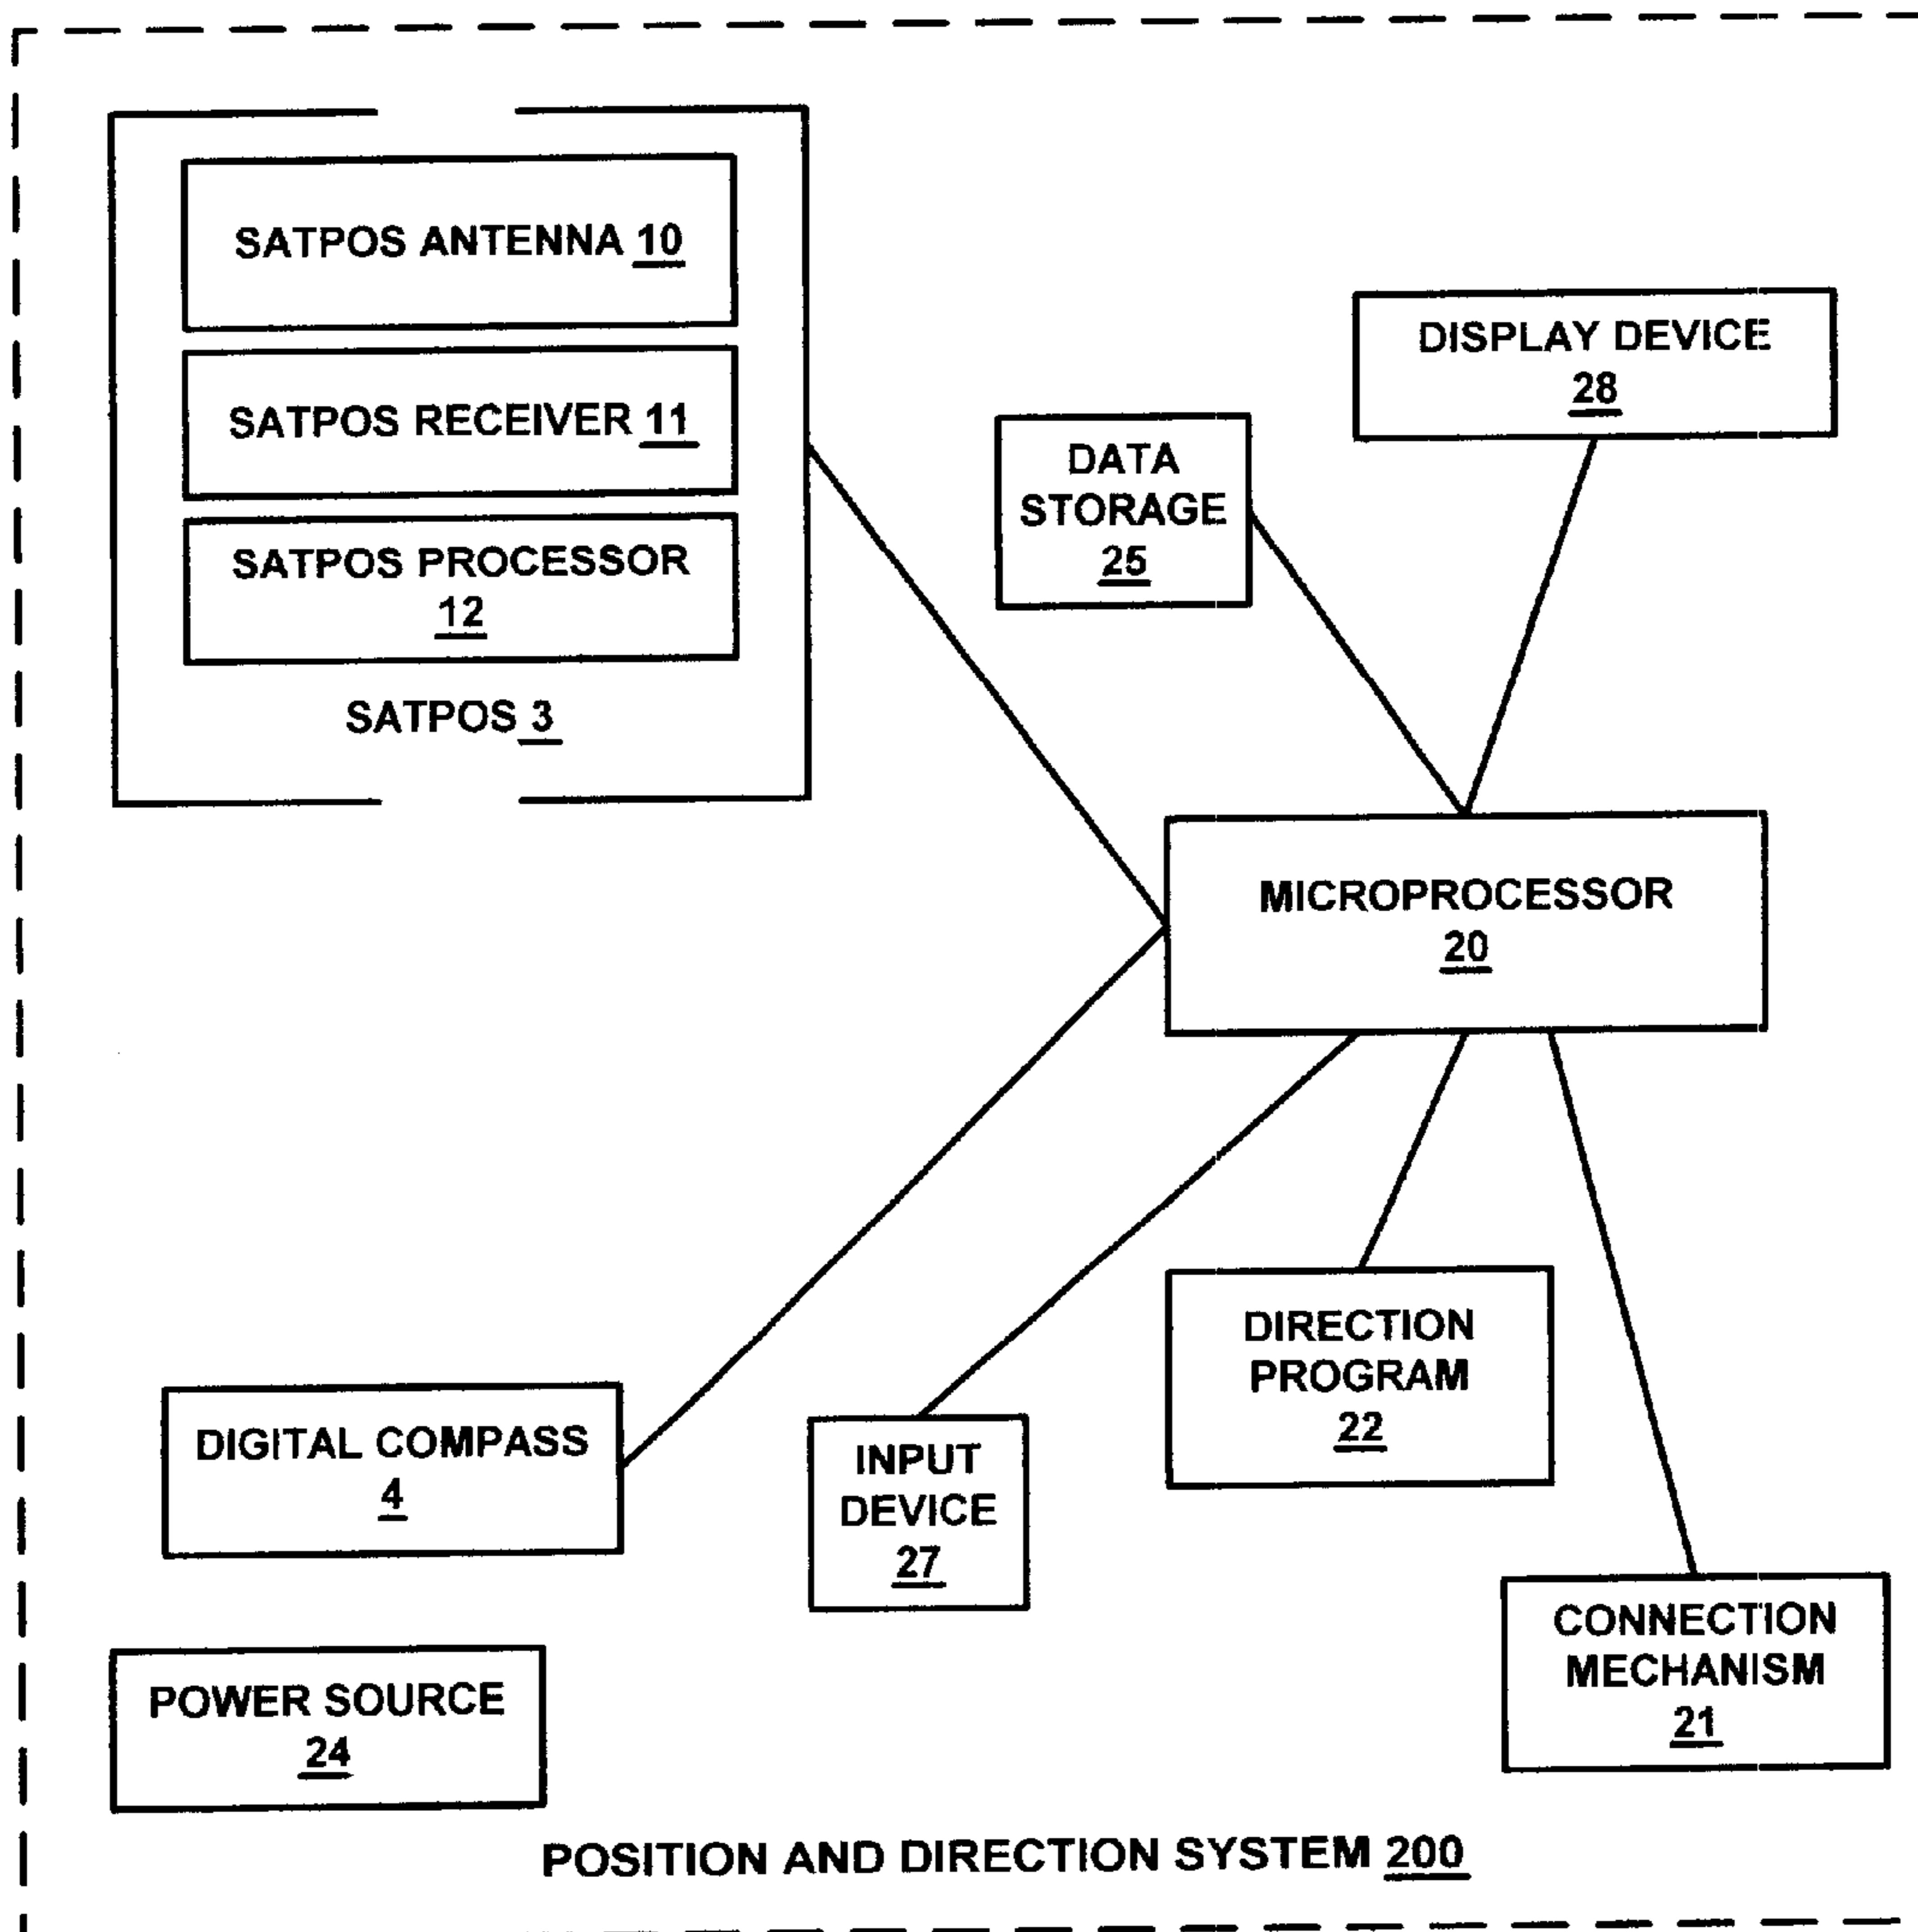 SATPOS ANTENNA 10
SATPOS RECEIVER 11
SATPOS PROCESSOR
12
SATPOS 3
DISPLAY DEVICE
28
DATA
STORAGE
25
MICROPROCESSOR
20
DIRECTION
PROGRAM
22
DIGITAL COMPASS
4
INPUT
DEVICE
27
CONNECTION
MECHANISM
21
POWER SOURCE
24
POSITION AND DIRECTION SYSTEM 200